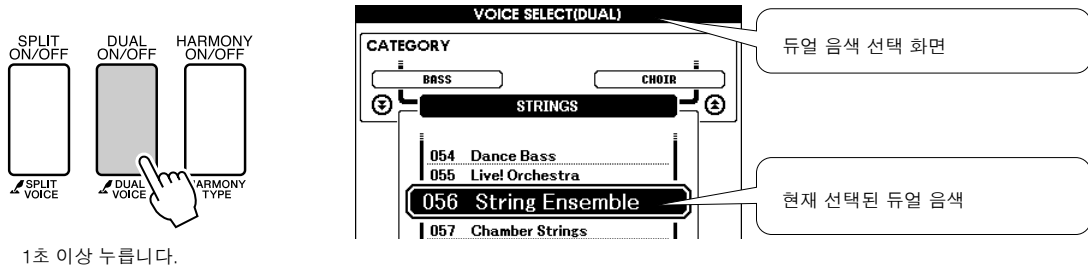 SPLIT
ON/OFF
DUAL
ON/OFF
HARMONY
ON/OFF
SPLIT
VOICE
DUAL
VOICE
ARMONY
TYPE
1초 이상 누릅니다.
VOICE SELECT(DUAL)
CATEGORY
BASS
CHOIR
STRINGS
054 Dance Bass
055 Live! Orchestra
056 String Ensemble
057 Chamber Strings
듀얼 음색 선택 화면
현재 선택된 듀얼 음색